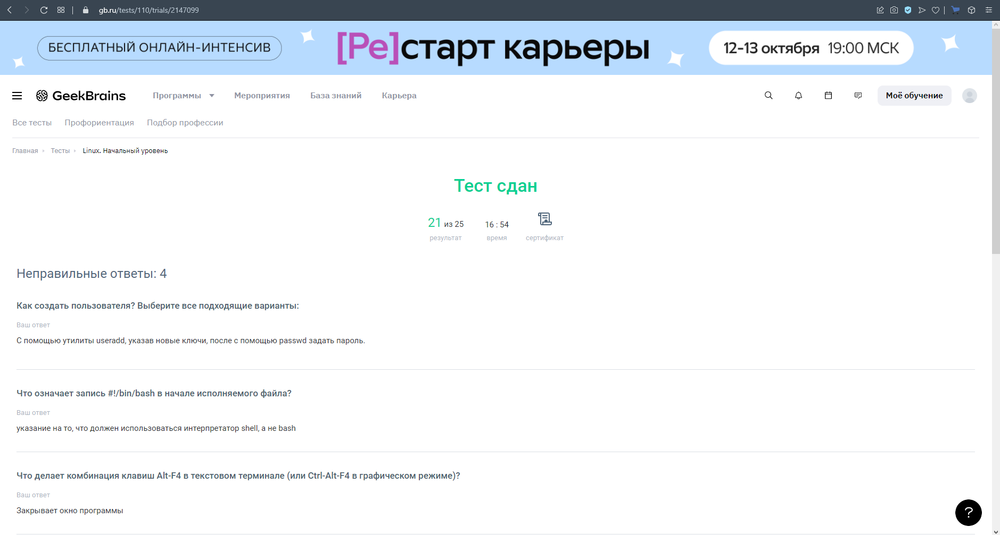 gb.ru/tests/110/trials/2147099
БЕСПЛАТНЫЙ ОНЛАЙН-ИНТЕНСИВ
[Ре]старт карьеры
12-13 октября 19:00 МСК
GeekBrains
Программы
Мероприятия
База знаний
Карьера
Моё обучение
Все тесты
Профориентация
Подбор профессии
Главная
Тесты
Linux. Начальный уровень
Тест сдан
21 из 25
16 : 54
результат
время
сертификат
Неправильные ответы: 4
Как создать пользователя? Выберите все подходящие варианты:
Ваш ответ
С помощью утилиты useradd, указав новые ключи, после с помощью passwd задать пароль.
Что означает запись #!/bin/bash в начале исполняемого файла?
Ваш ответ
указание на то, что должен использоваться интерпретатор shell, а не bash
Что делает комбинация клавиш Alt-F4 в текстовом терминале (или Ctrl-Alt-F4 в графическом режиме)?
Ваш ответ
Закрывает окно программы
?